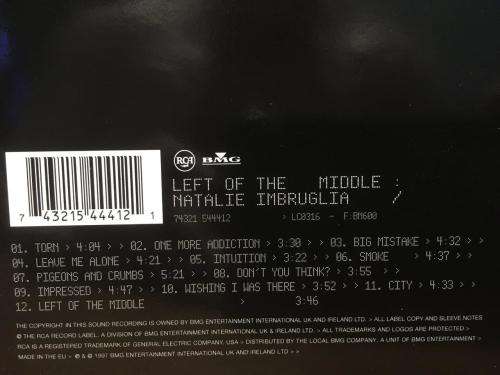 RCA BMG
LEFT OF THE MIDDLE :
NATALIE IMBRUGLIA /
74321 544412 > LC0316 - F:BM600
7 43215 44412 1
01. TORN > 4:04 > > 02. ONE MORE ADDICTION > 3:30 > > 03. BIG MISTAKE > 4:32 > >
04. LEAVE ME ALONE > 4:21 > > 05. INTUITION > 3:22 > > 06. SMOKE > 4:37 > >
07. PIGEONS AND CRUMBS > 5:21 > > 08. DON'T YOU THINK? > 3:55 > >
09. IMPRESSED > 4:47 > > 10. WISHING I WAS THERE > 3:52 > > 11. CITY > 4:33 > >
12. LEFT OF THE MIDDLE > 3:46
THE COPYRIGHT IN THIS SOUND RECORDING IS OWNED BY BMG ENTERTAINMENT INTERNATIONAL UK AND IRELAND LTD. > ALL LABEL COPY AND SLEEVE NOTES
© THE RCA RECORD LABEL. A DIVISION OF BMG ENTERTAINMENT INTERNATIONAL UK & IRELAND LTD. > ALL TRADEMARKS AND LOGOS ARE PROTECTED >
RCA IS A REGISTERED TRADEMARK OF GENERAL ELECTRIC COMPANY, USA > DISTRIBUTED BY THE LOCAL BMG COMPANY. A UNIT OF BMG ENTERTAINMENT >
MADE IN THE EU > ℗ & © 1997 BMG ENTERTAINMENT INTERNATIONAL UK AND IRELAND LTD > >